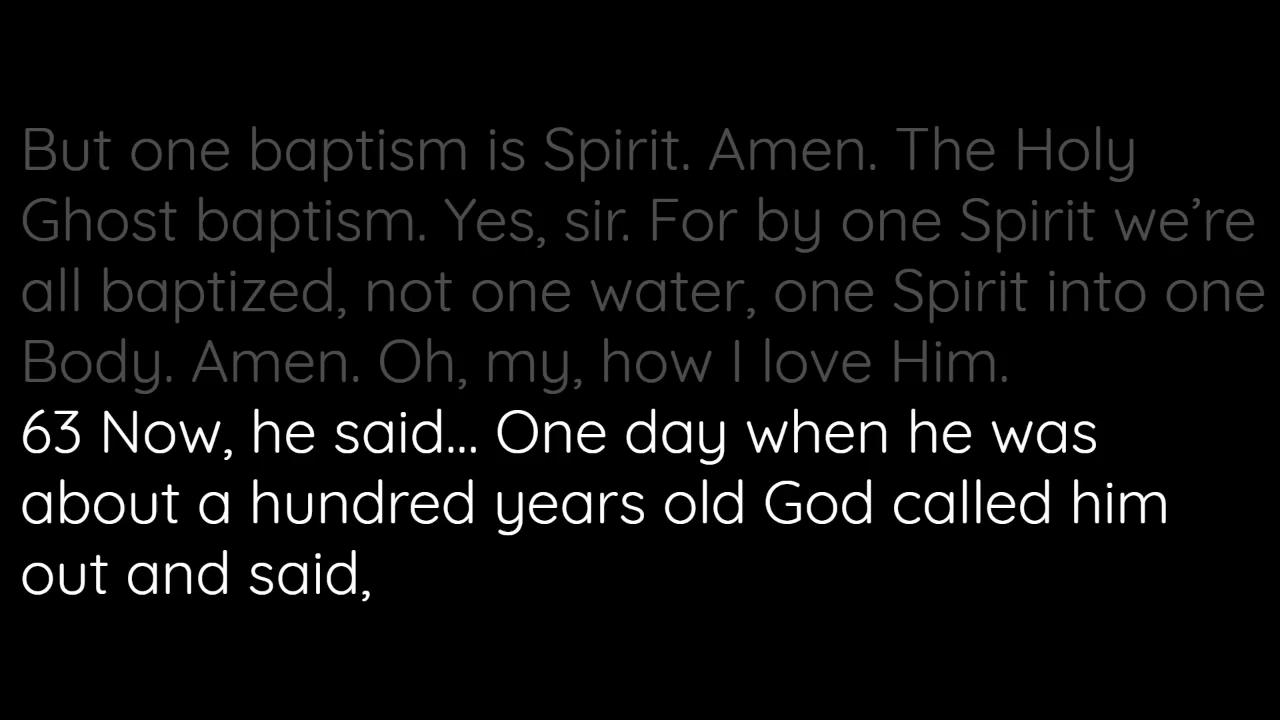 But one baptism is Spirit. Amen. The Holy
Ghost baptism. Yes, sir. For by one Spirit we’re
all baptized, not one water, one Spirit into one
Body. Amen. Oh, my, how I love Him.
63 Now, he said... One day when he was
about a hundred years old God called him
out and said,